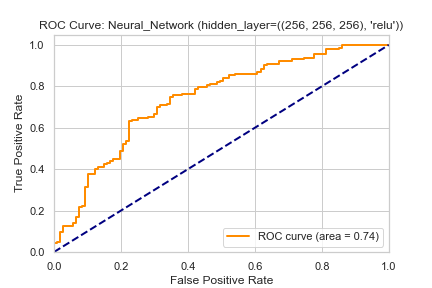 ROC Curve: Neural_Network (hidden_layer=((256, 256, 256), 'relu'))
True Positive Rate
1.0
0.8
0.6
0.4
0.2
0.0
ROC curve (area = 0.74)
0.0 0.2 0.4 0.6 0.8 1.0
False Positive Rate